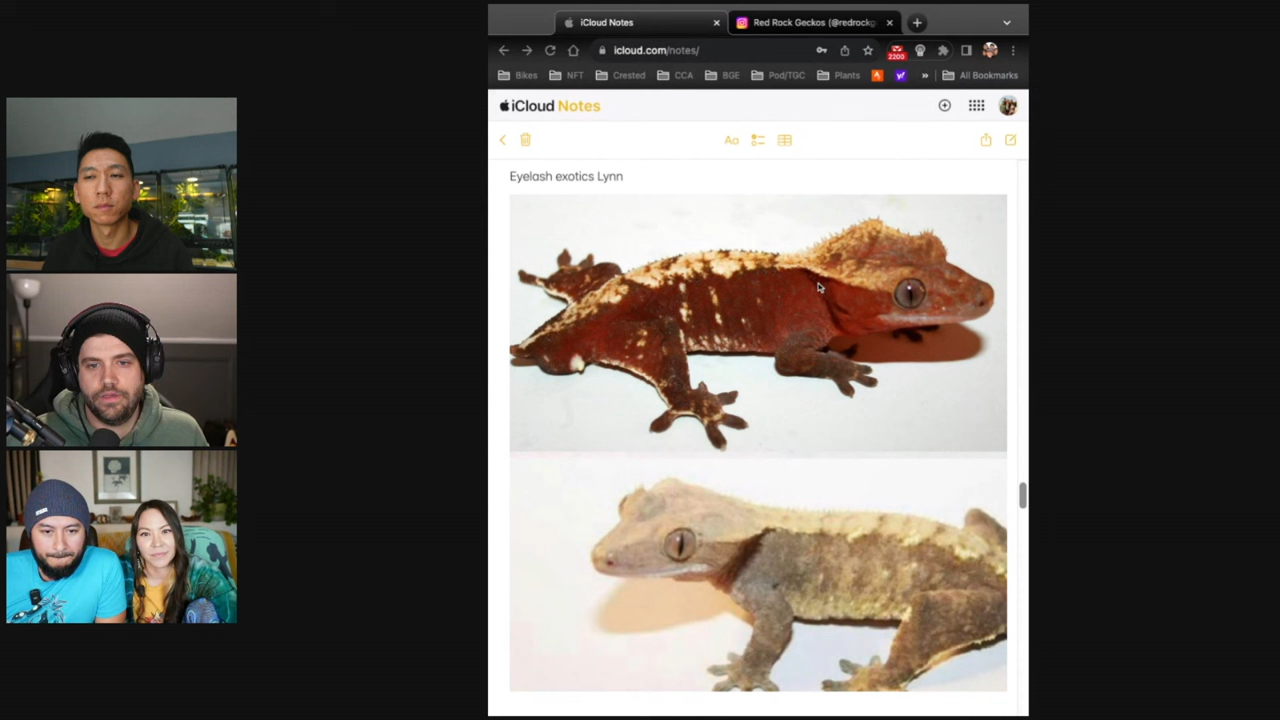 iCloud Notes
Red Rock Geckos (@redrockg
icloud.com/notes/
2200
Bikes
NFT
Crested
CCA
BGE
Pod/TGC
Plants
»
All Bookmarks
iCloud Notes
Aa
Eyelash exotics Lynn